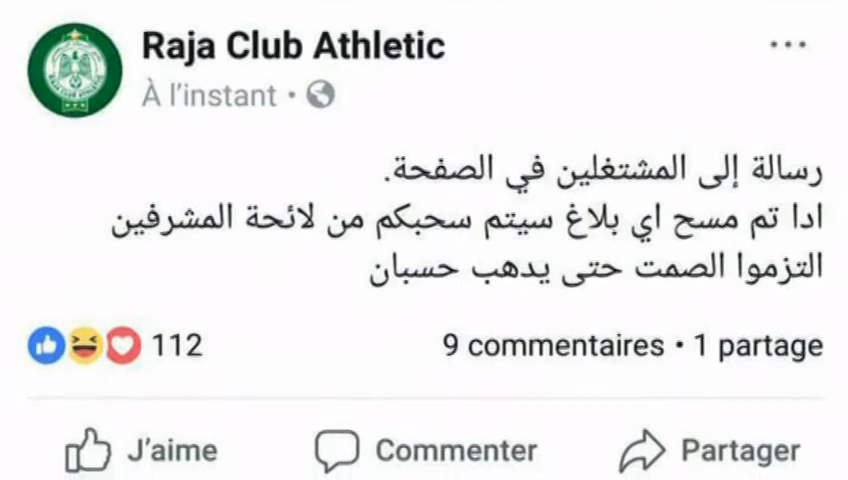 Raja Club Athletic
À l'instant
رسالة إلى المشتغلين في الصفحة.
ادا تم مسح اي بلاغ سيتم سحبكم من لائحة المشرفين
التزموا الصمت حتى يدهب حسبان
112
9 commentaires • 1 partage
J'aime Commenter Partager